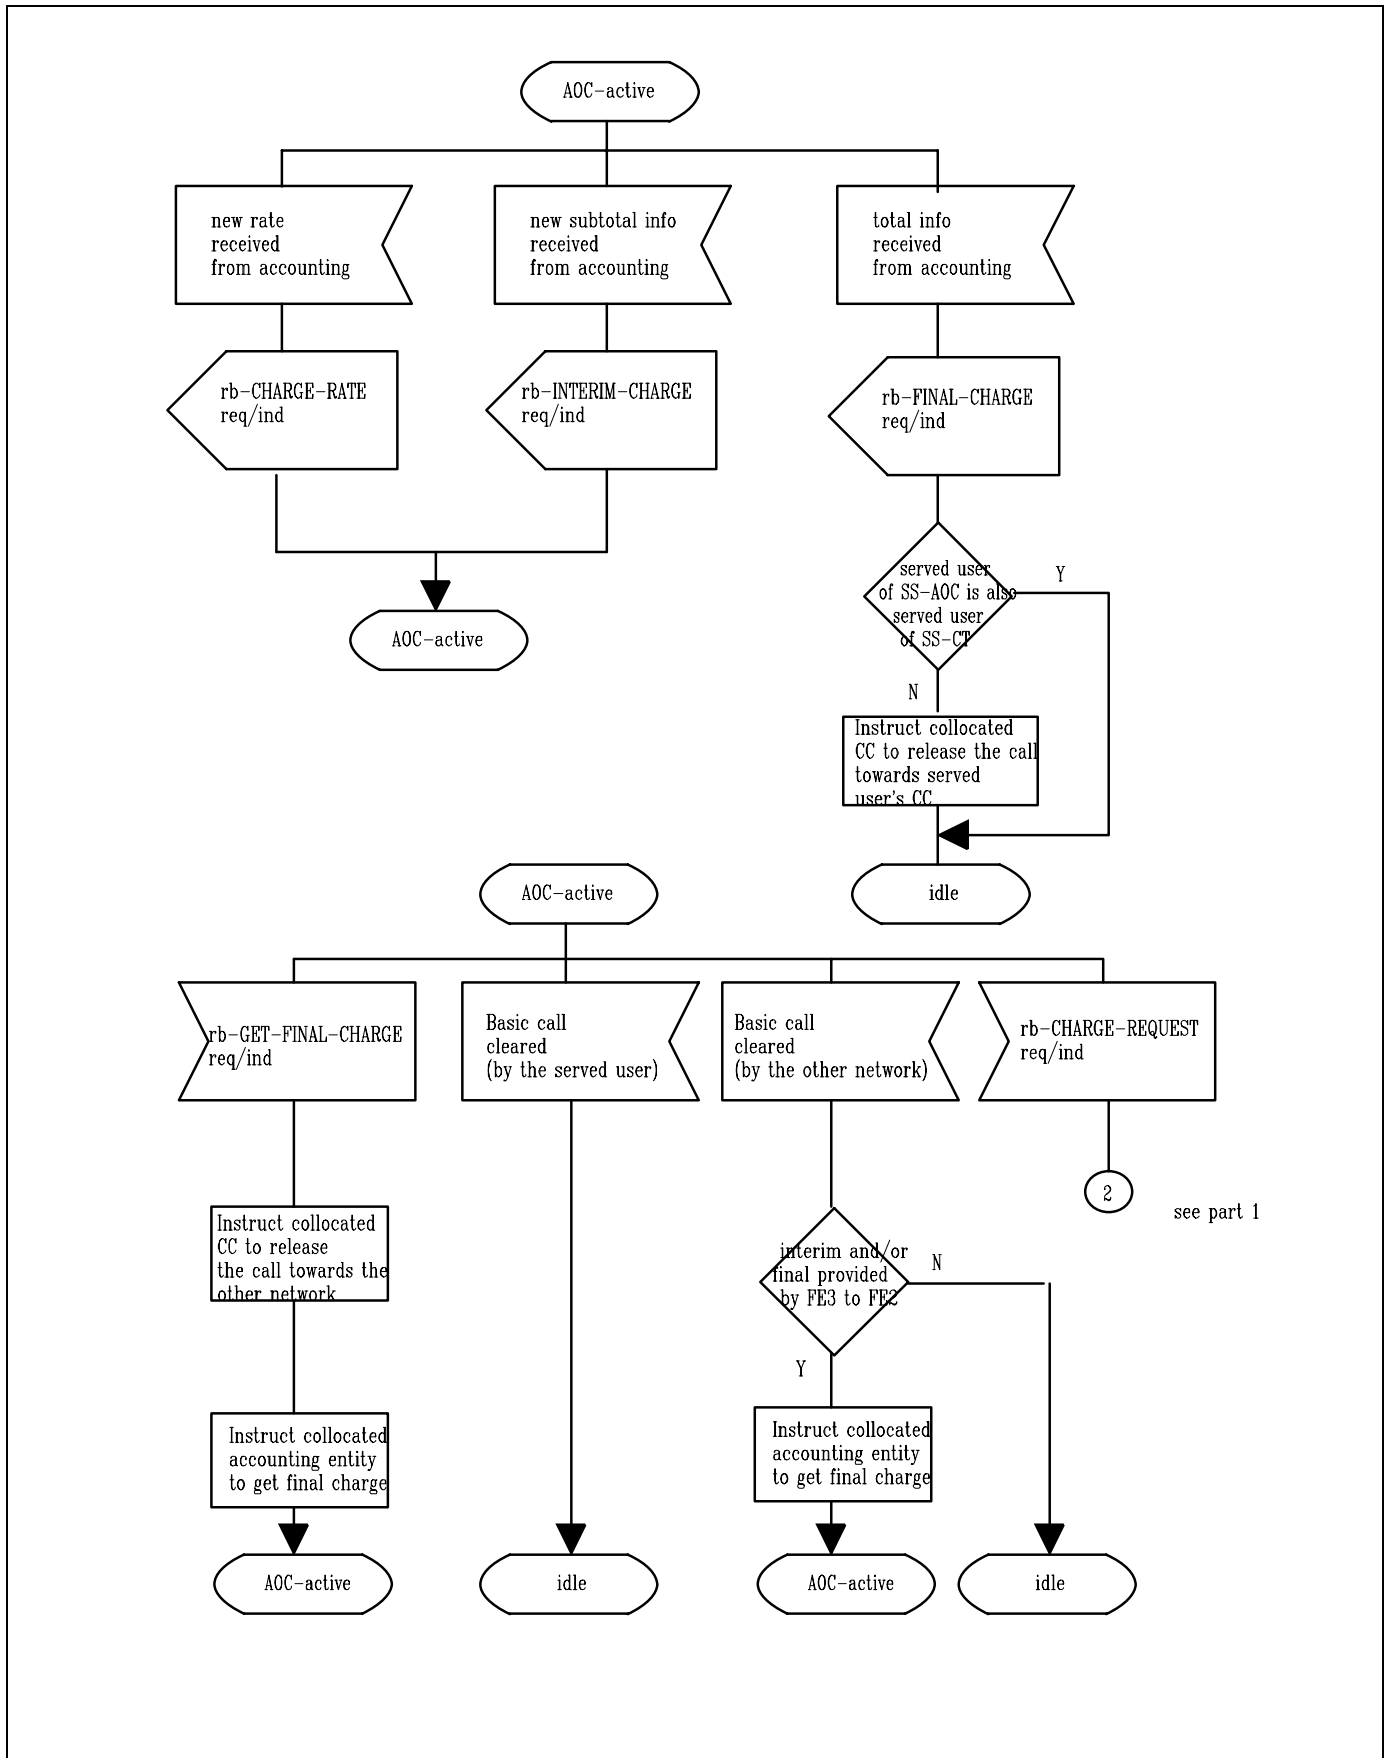 AOC-active
new rate
received
from accounting
new subtotal info
received
from accounting
total info
received
from accounting
rb-CHARGE-RATE
req/ind
rb-INTERIM-CHARGE
req/ind
rb-FINAL-CHARGE
req/ind
served user
of SS-AOC is also
served user
of SS-CT
Y
N
AOC-active
Instruct collocated
CC to release the call
towards served
user's CC
idle
AOC-active
rb-GET-FINAL-CHARGE
req/ind
Basic call
cleared
(by the served user)
Basic call
cleared
(by the other network)
rb-CHARGE-REQUEST
req/ind
2
see part 1
Instruct collocated
CC to release
the call towards the
other network
interim and/or
final provided
by FE3 to FE2
N
Y
Instruct collocated
accounting entity
to get final charge
Instruct collocated
accounting entity
to get final charge
AOC-active
idle
AOC-active
idle